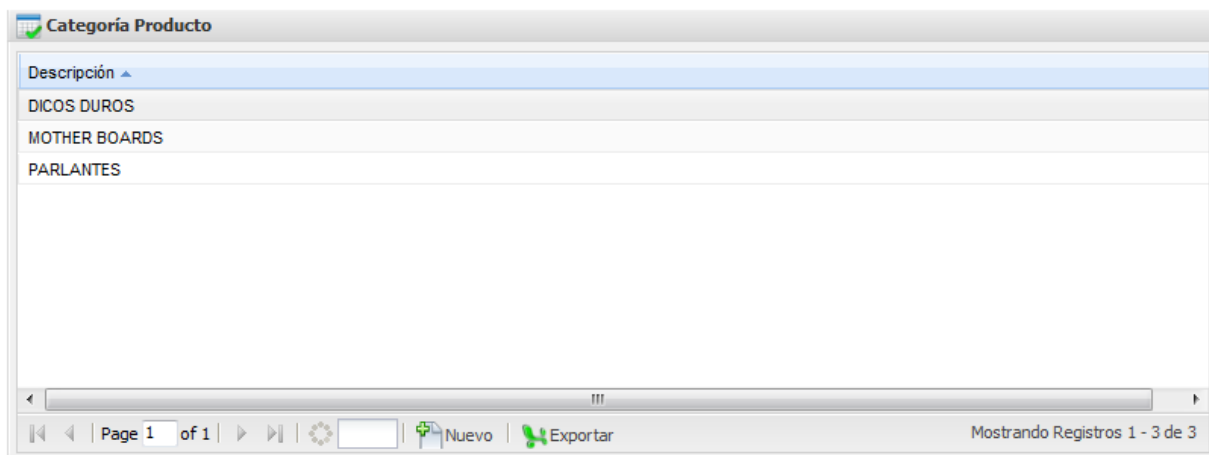 Categoría Producto
Descripción
DICOS DUROS
MOTHER BOARDS
PARLANTES
Page 1 of 1 Nuevo Exportar Mostrando Registros 1 - 3 de 3